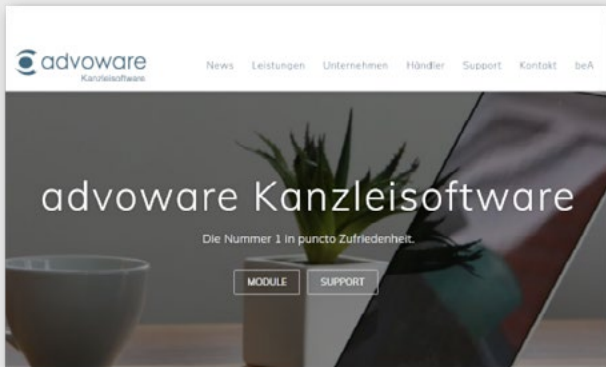 advoware
Kanzleisoftware
News Leistungen Unternehmen Händler Support Kontakt beA
advoware Kanzleisoftware
Die Nummer 1 in puncto Zufriedenheit.
MODULE SUPPORT